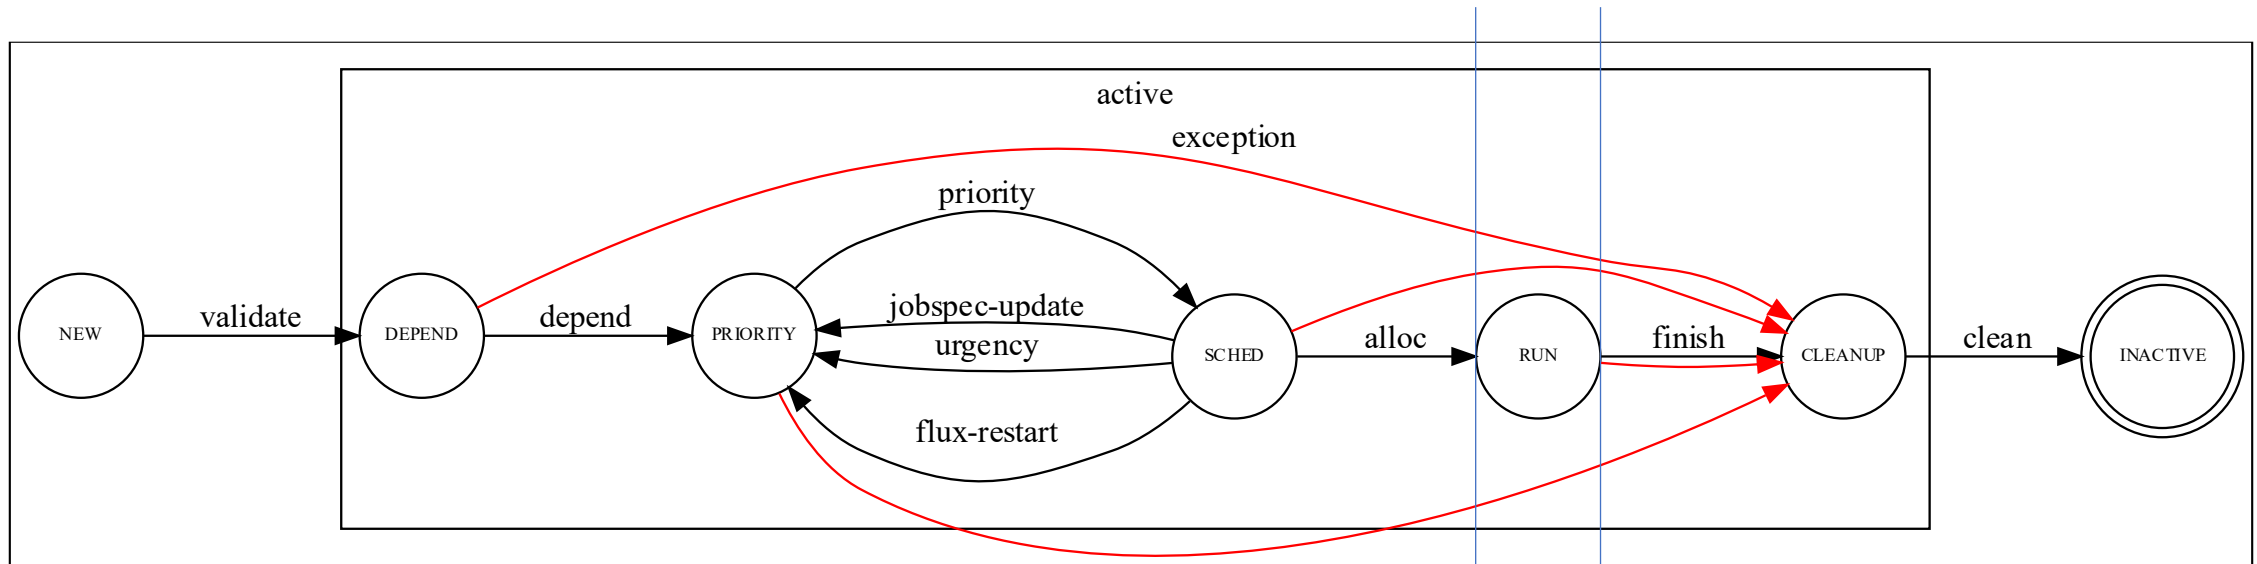 active
exception
priority
jobspec-update
urgency
flux-restart
NEW
validate
DEPEND
depend
PRIORITY
SCHED
alloc
RUN
finish
CLEANUP
clean
INACTIVE